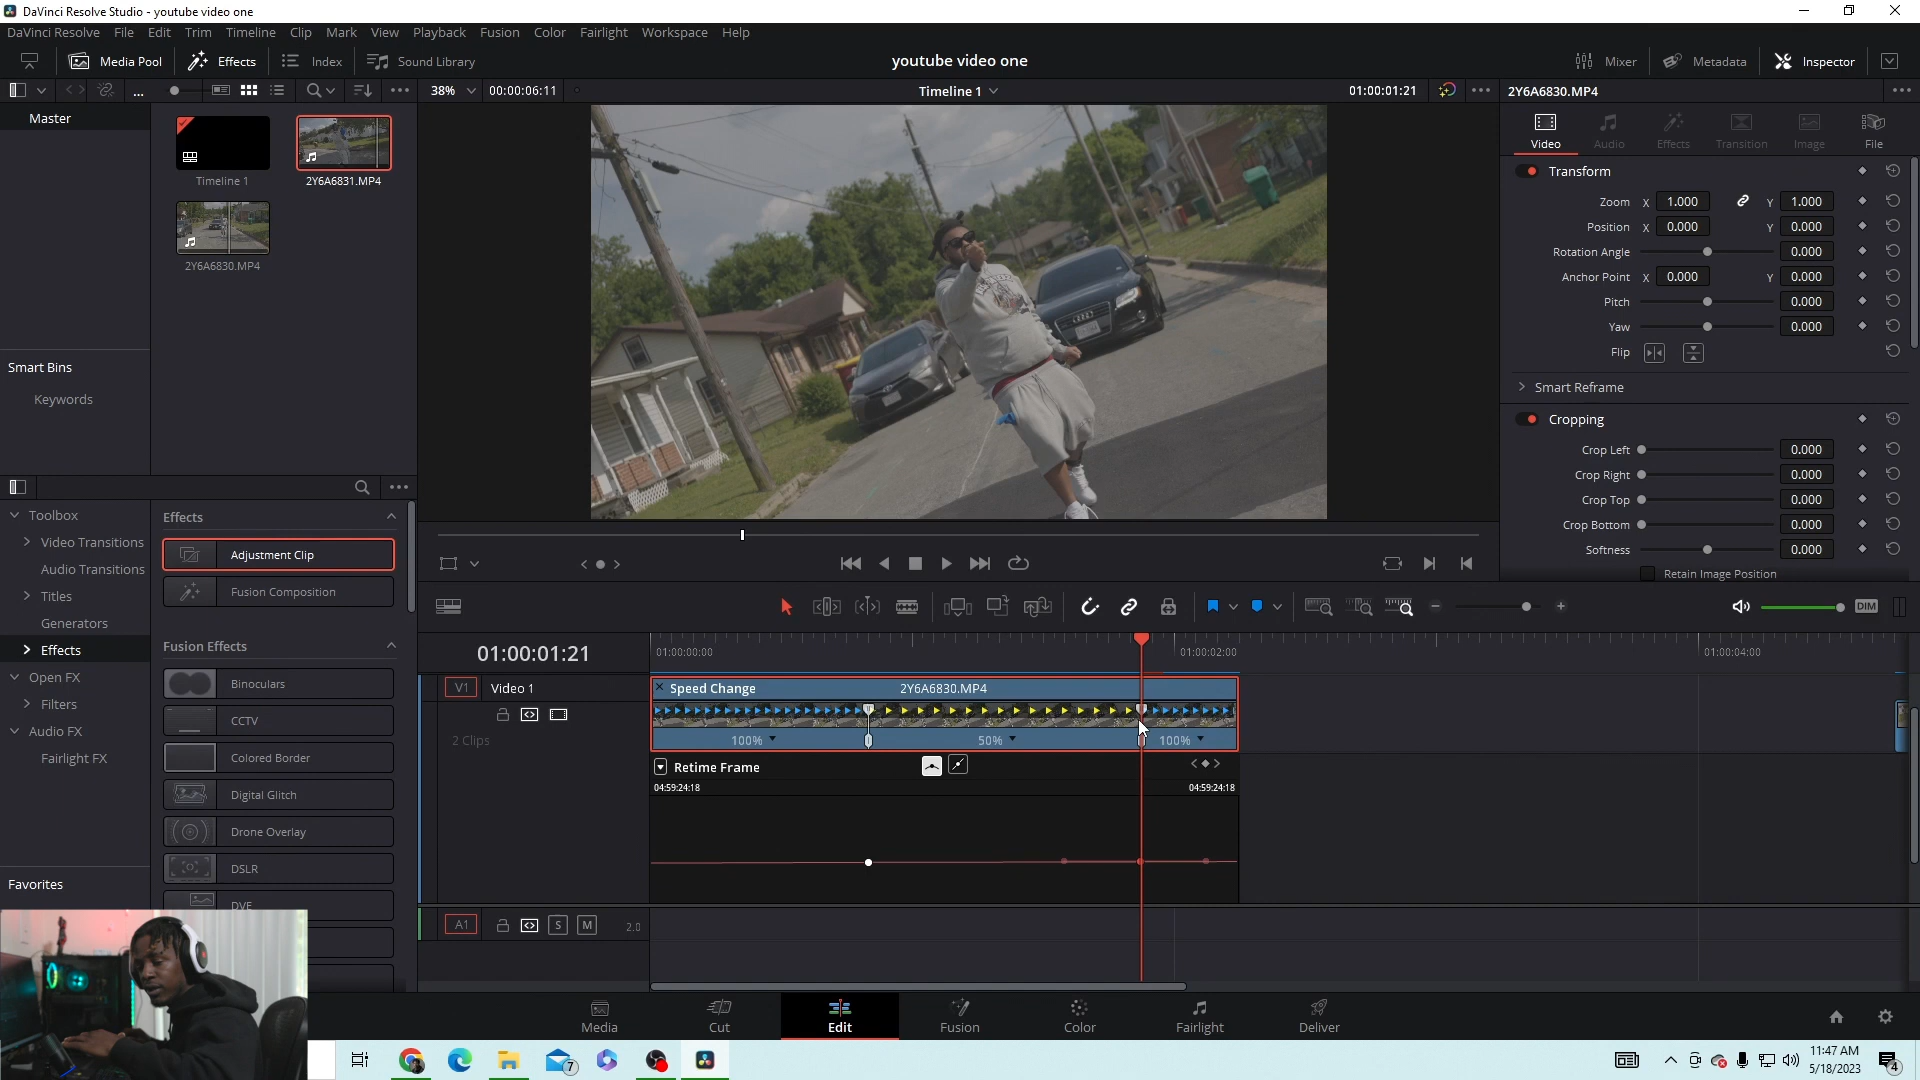 DaVinci Resolve Studio - youtube video one
DaVinci Resolve File Edit Trim Timeline Clip Mark View Playback Fusion Color Fairlight Workspace Help
Media Pool Effects Index Sound Library youtube video one Mixer Metadata Inspector
... 38% 00:00:06:11 Timeline 1 01:00:01:21 2Y6A6830.MP4
Master
Timeline 1 2Y6A6831.MP4
2Y6A6830.MP4
Smart Bins
Keywords
Video Audio Effects Transition Image File
Transform
Zoom X 1.000 Y 1.000
Position X 0.000 Y 0.000
Rotation Angle 0.000
Anchor Point X 0.000 Y 0.000
Pitch 0.000
Yaw 0.000
Flip
Smart Reframe
Cropping
Crop Left 0.000
Crop Right 0.000
Crop Top 0.000
Crop Bottom 0.000
Softness 0.000
Retain Image Position
Toolbox
Video Transitions
Audio Transitions
Titles
Generators
Effects
Open FX
Filters
Audio FX
Fairlight FX
Favorites
Effects
Adjustment Clip
Fusion Composition
Fusion Effects
Binoculars
CCTV
Colored Border
Digital Glitch
Drone Overlay
DSLR
DVE
DIM
01:00:01:21 01:00:00:00 01:00:02:00 01:00:04:00
V1 Video 1
2 Clips
Speed Change 2Y6A6830.MP4
100% 50% 100%
Retime Frame
04:59:24:18 04:59:24:18
A1 S M 2.0
Media Cut Edit Fusion Color Fairlight Deliver
7
11:47 AM
5/18/2023
4